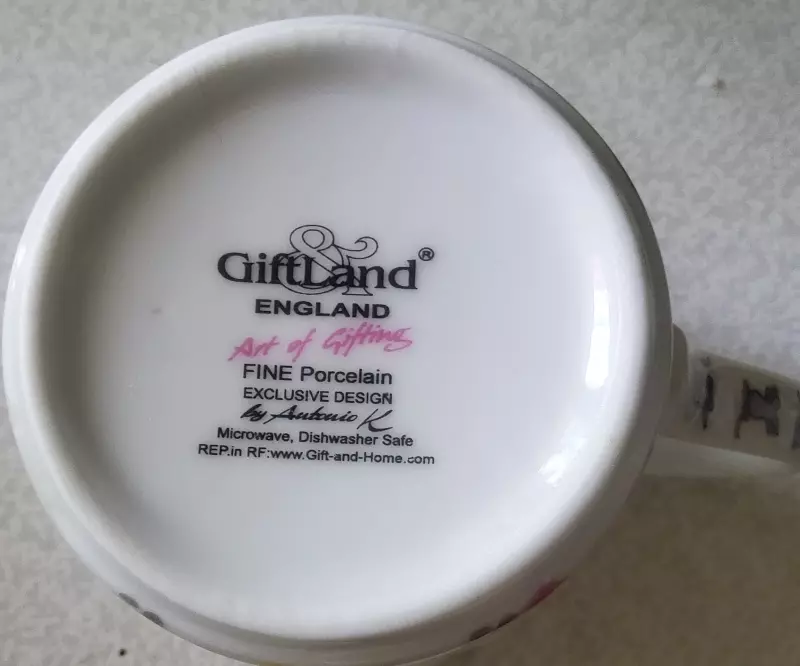 GiftLand®
&
ENGLAND
Art of Gifting
FINE Porcelain
EXCLUSIVE DESIGN
by Antonio K
Microwave, Dishwasher Safe
REP.in RF:www.Gift-and-Home.com